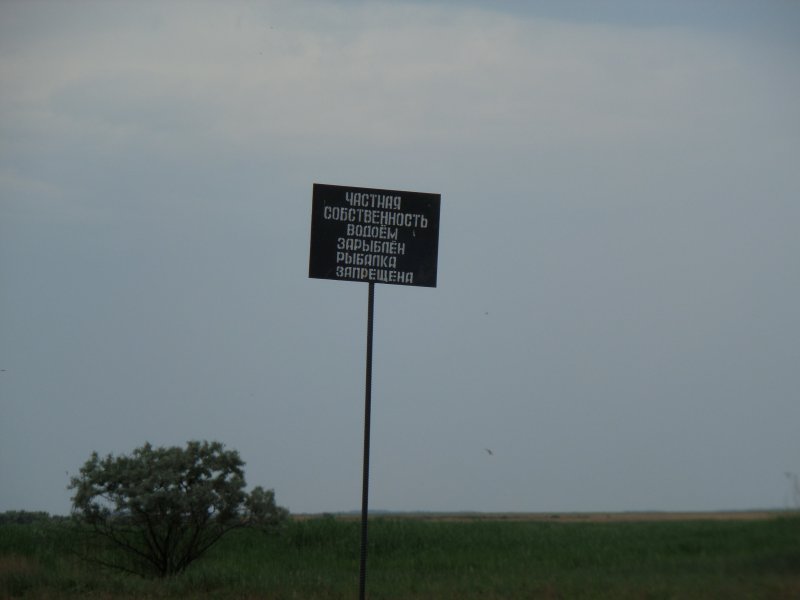 ЧАСТНАЯ
СОБСТВЕННОСТЬ
ВОДОЁМ
ЗАРЫБЛЁН
РЫБАЛКА
ЗАПРЕЩЕНА